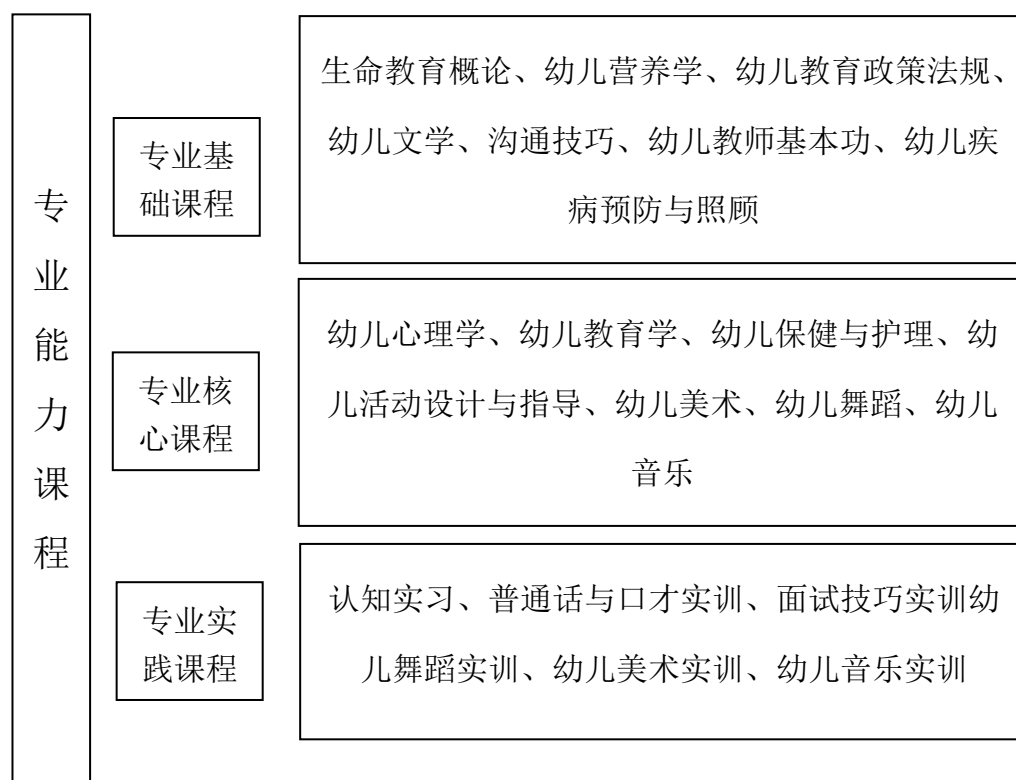 专业能力课程
专业基
础课程
生命教育概论、幼儿营养学、幼儿教育政策法规、
幼儿文学、沟通技巧、幼儿教师基本功、幼儿疾
病预防与照顾
专业核
心课程
幼儿心理学、幼儿教育学、幼儿保健与护理、幼
儿活动设计与指导、幼儿美术、幼儿舞蹈、幼儿
音乐
专业实
践课程
认知实习、普通话与口才实训、面试技巧实训幼
儿舞蹈实训、幼儿美术实训、幼儿音乐实训